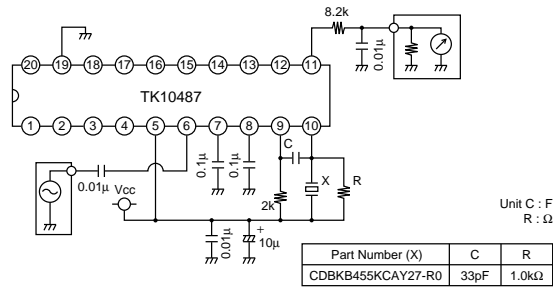 8.2k
0.01μ
20 19 18 17 16 15 14 13 12 11
TK10487
1 2 3 4 5 6 7 8 9 10
C
0.1μ
0.1μ
0.01μ
Vcc
2k
X
R
0.01μ
+
10μ
Unit C : F
R : Ω
Part Number (X) C R
CDBKB455KCAY27-R0 33pF 1.0kΩ